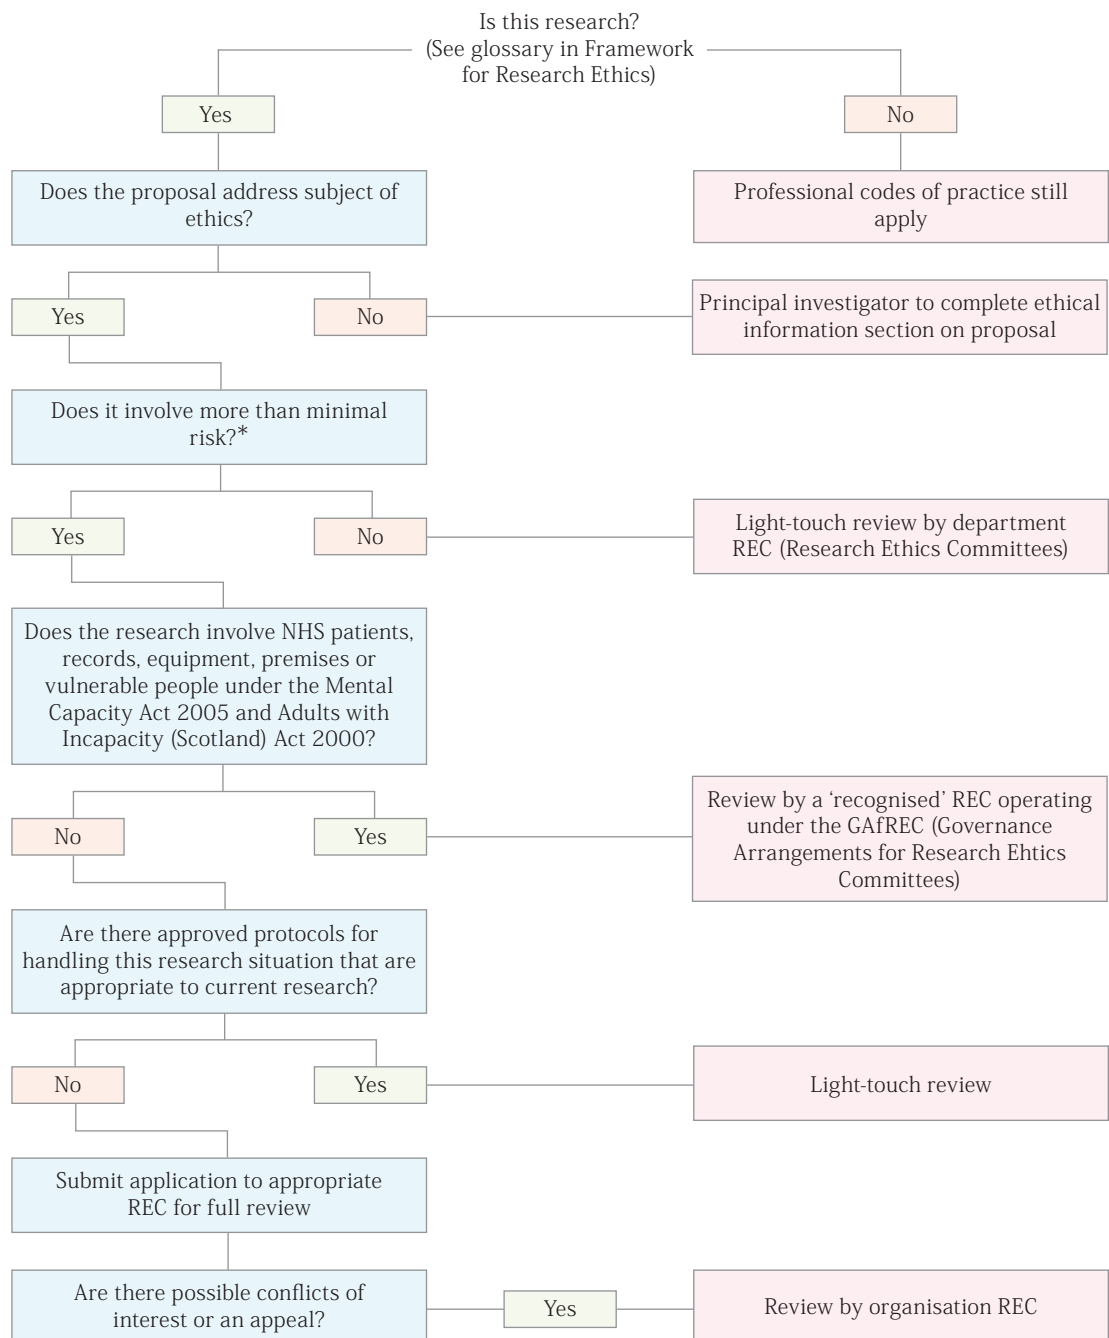 Is this research?
(See glossary in Framework
for Research Ethics)
Yes
No
Does the proposal address subject of
ethics?
Professional codes of practice still
apply
Yes
No
Principal investigator to complete ethical
information section on proposal
Does it involve more than minimal
risk?*
Yes
No
Light-touch review by department
REC (Research Ethics Committees)
Does the research involve NHS patients,
records, equipment, premises or
vulnerable people under the Mental
Capacity Act 2005 and Adults with
Incapacity (Scotland) Act 2000?
No
Yes
Review by a ‘recognised’ REC operating
under the GAfREC (Governance
Arrangements for Research Ehtics
Committees)
Are there approved protocols for
handling this research situation that are
appropriate to current research?
No
Yes
Light-touch review
Submit application to appropriate
REC for full review
Are there possible conflicts of
interest or an appeal?
Yes
Review by organisation REC